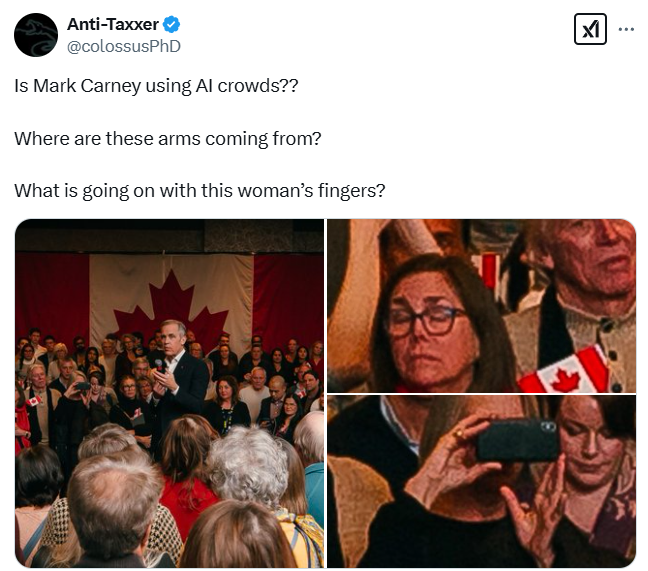 Anti-Taxxer
@colossusPhD
Is Mark Carney using AI crowds??
Where are these arms coming from?
What is going on with this woman’s fingers?